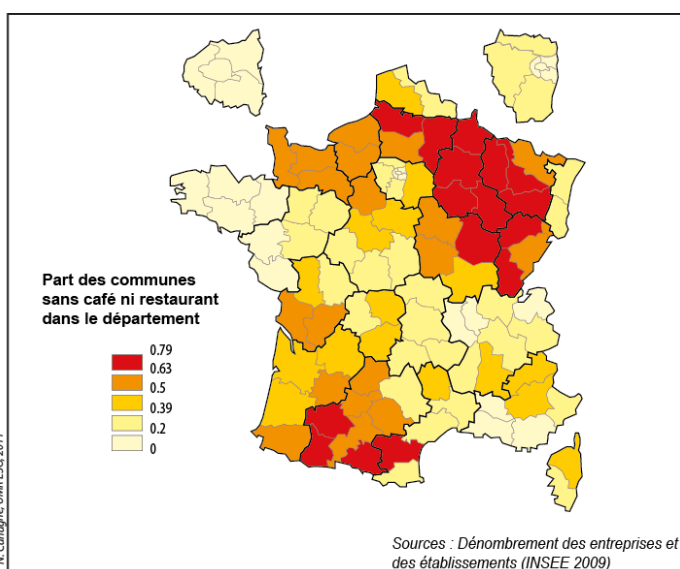 Part des communes
sans café ni restaurant
dans le département
0.79
0.63
0.5
0.39
0.2
0
Sources : Dénombrement des entreprises et
des établissements (INSEE 2009)